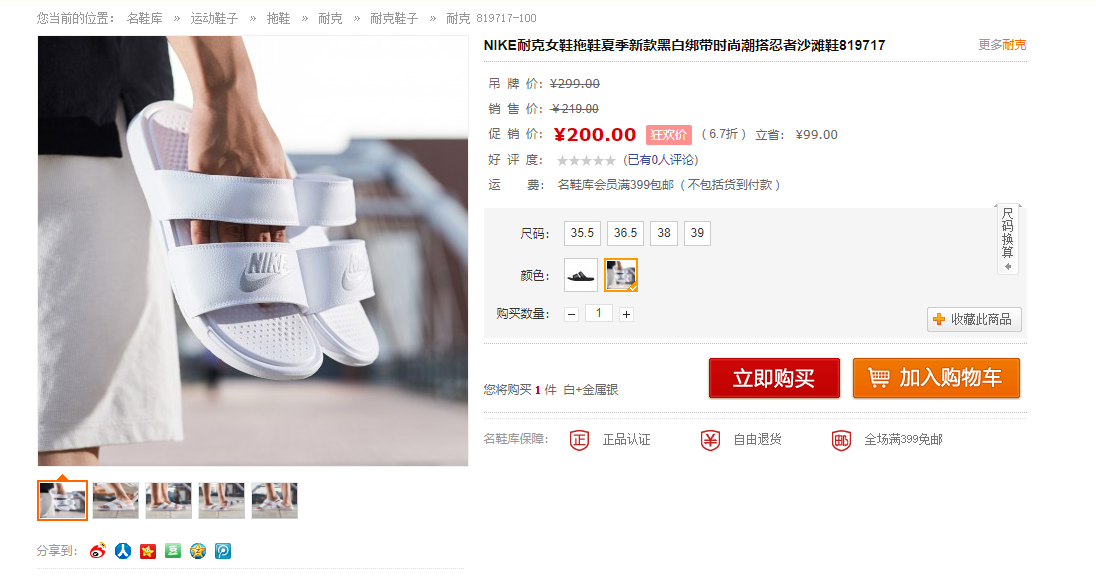 您当前的位置： 名鞋库 » 运动鞋子 » 拖鞋 » 耐克 » 耐克鞋子 » 耐克 819717-100
NIKE耐克女鞋拖鞋夏季新款黑白绑带时尚潮搭忍者沙滩鞋819717
更多耐克
吊 牌 价： ¥299.00
销 售 价： ¥219.00
促 销 价： ¥200.00 狂欢价 （6.7折） 立省： ¥99.00
好 评 度： ★★★★★ (已有0人评论)
运 费： 名鞋库会员满399包邮（不包括货到付款）
尺码换算
尺码： 35.5 36.5 38 39
颜色：
购买数量： − 1 +
收藏此商品
您将购买 1 件 白+金属银
立即购买 加入购物车
名鞋库保障： 正 正品认证 ¥ 自由退货 邮 全场满399免邮
NIKE
分享到：